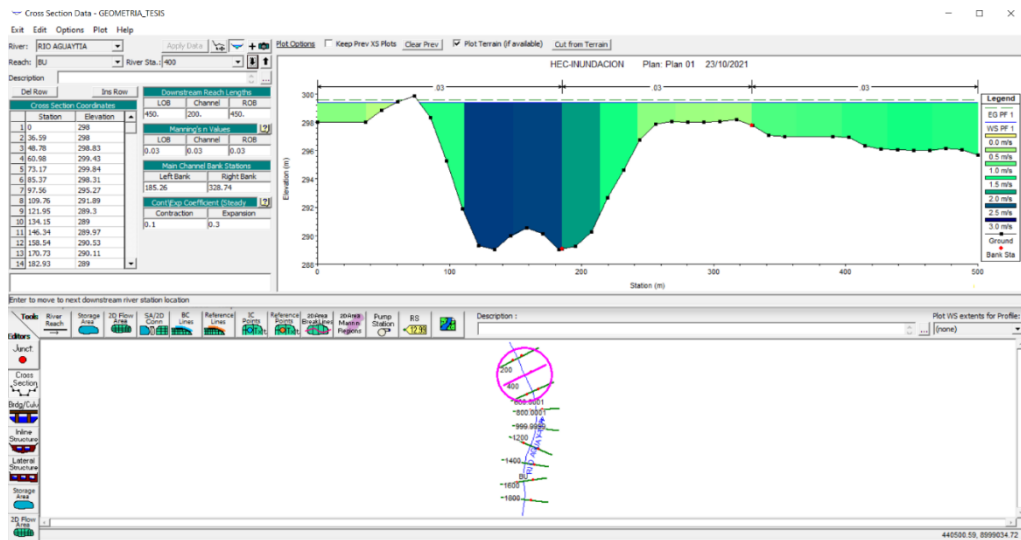 Cross Section Data - GEOMETRIA_TESIS
Exit Edit Options Plot Help
River: RIO AGUAYTIA Apply Data
Reach: BU River Sta.: 400
Description ...
Del Row Ins Row
Cross Section Coordinates
Station Elevation
1 0 298
2 36.59 298
3 48.78 298.83
4 60.98 299.43
5 73.17 299.84
6 85.37 298.31
7 97.56 295.27
8 109.76 291.89
9 121.95 289.3
10 134.15 289
11 146.34 289.97
12 158.54 290.53
13 170.73 290.11
14 182.93 289
Downstream Reach Lengths
LOB Channel ROB
450. 200. 450.
Manning's n Values ?
LOB Channel ROB
0.03 0.03 0.03
Main Channel Bank Stations
Left Bank Right Bank
185.26 328.74
Cont\Exp Coefficient (Steady ?
Contraction Expansion
0.1 0.3
Plot Options Keep Prev XS Plots Clear Prev Plot Terrain (if available) Cut from Terrain
HEC-INUNDACION Plan: Plan 01 23/10/2021
.03 .03 .03
Elevation (m)
300
298
296
294
292
290
288
0 100 200 300 400 500
Station (m)
Legend
EG PF 1
WS PF 1
0.0 m/s
0.5 m/s
1.0 m/s
1.5 m/s
2.0 m/s
2.5 m/s
3.0 m/s
Ground
Bank Sta
Enter to move to next downstream river station location
Tools
Editors
River Reach
Storage Area
2D Flow Area
SA/2D Conn
BC Lines
Reference Lines
IC Points
Reference Points
2D Area BreakLines
2D Area Mann n Regions
Pump Station
RS
Description :
...
Plot WS extents for Profile:
(none)
Junct.
Cross Section
Brdg/Culv
Inline Structure
Lateral Structure
Storage Area
2D Flow Area
200
400
-800.0001
-999.9999
-1200
-1400
BU
-1600
-1800
RIO AGUAYTIA
440500.59, 8999034.72